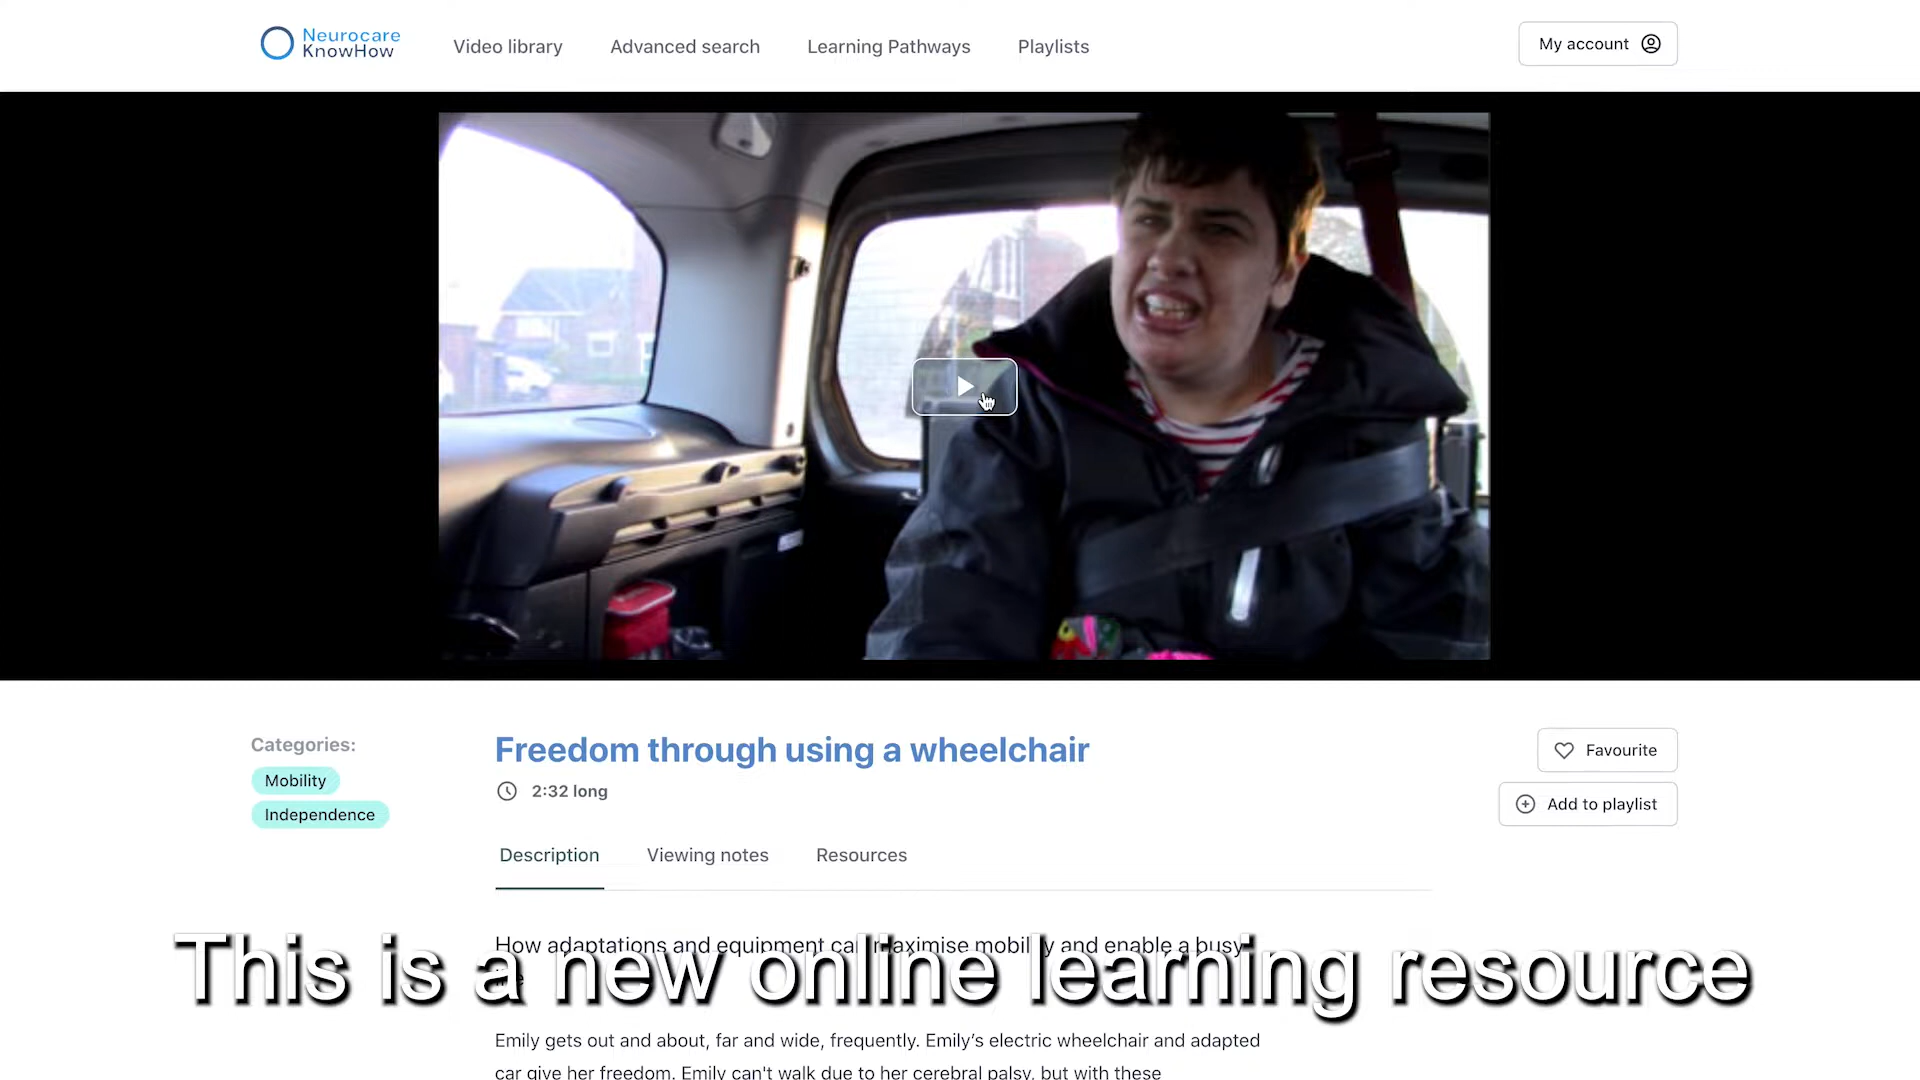 Neurocare
KnowHow
Video library
Advanced search
Learning Pathways
Playlists
My account
Categories:
Mobility
Independence
Freedom through using a wheelchair
2:32 long
Favourite
Add to playlist
Description
Viewing notes
Resources
How adaptations and equipment can maximise mobility and enable a busy
This is a new online learning resource
Emily gets out and about, far and wide, frequently. Emily’s electric wheelchair and adapted
car give her freedom. Emily can't walk due to her cerebral palsy, but with these